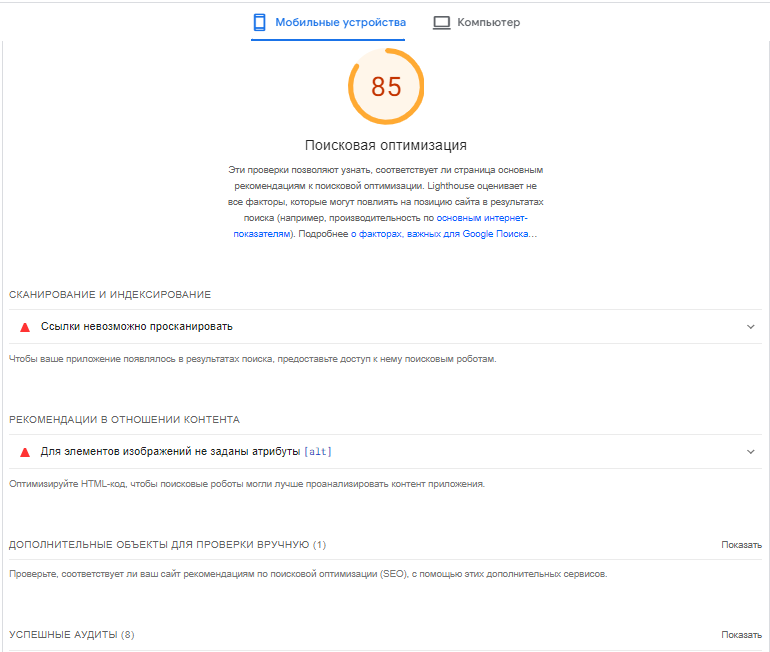 Мобильные устройства
Компьютер
85
Поисковая оптимизация
Эти проверки позволяют узнать, соответствует ли страница основным
рекомендациям к поисковой оптимизации. Lighthouse оценивает не
все факторы, которые могут повлиять на позицию сайта в результатах
поиска (например, производительность по основным интернет-
показателям). Подробнее о факторах, важных для Google Поиска…
СКАНИРОВАНИЕ И ИНДЕКСИРОВАНИЕ
Ссылки невозможно просканировать
Чтобы ваше приложение появлялось в результатах поиска, предоставьте доступ к нему поисковым роботам.
РЕКОМЕНДАЦИИ В ОТНОШЕНИИ КОНТЕНТА
Для элементов изображений не заданы атрибуты [alt]
Оптимизируйте HTML-код, чтобы поисковые роботы могли лучше проанализировать контент приложения.
ДОПОЛНИТЕЛЬНЫЕ ОБЪЕКТЫ ДЛЯ ПРОВЕРКИ ВРУЧНУЮ (1)
Показать
Проверьте, соответствует ли ваш сайт рекомендациям по поисковой оптимизации (SEO), с помощью этих дополнительных сервисов.
УСПЕШНЫЕ АУДИТЫ (8)
Показать